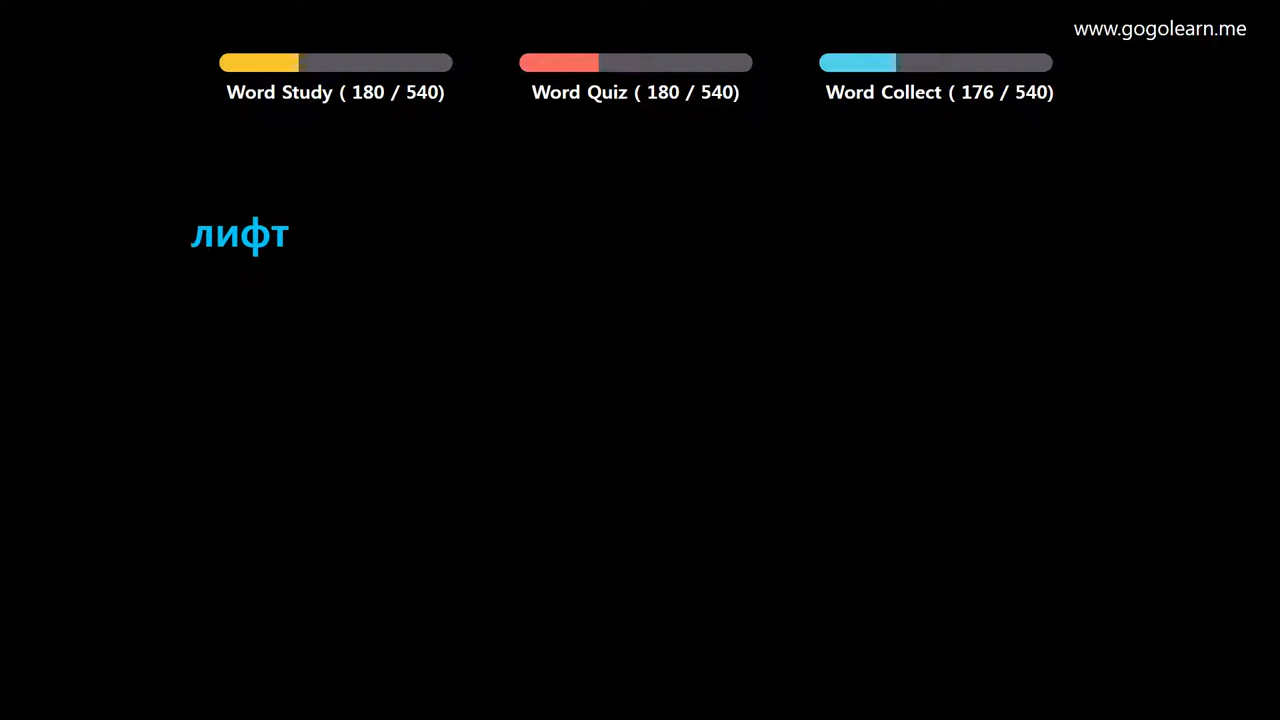 www.gogolearn.me
Word Study ( 180 / 540)
Word Quiz ( 180 / 540)
Word Collect ( 176 / 540)
лифт